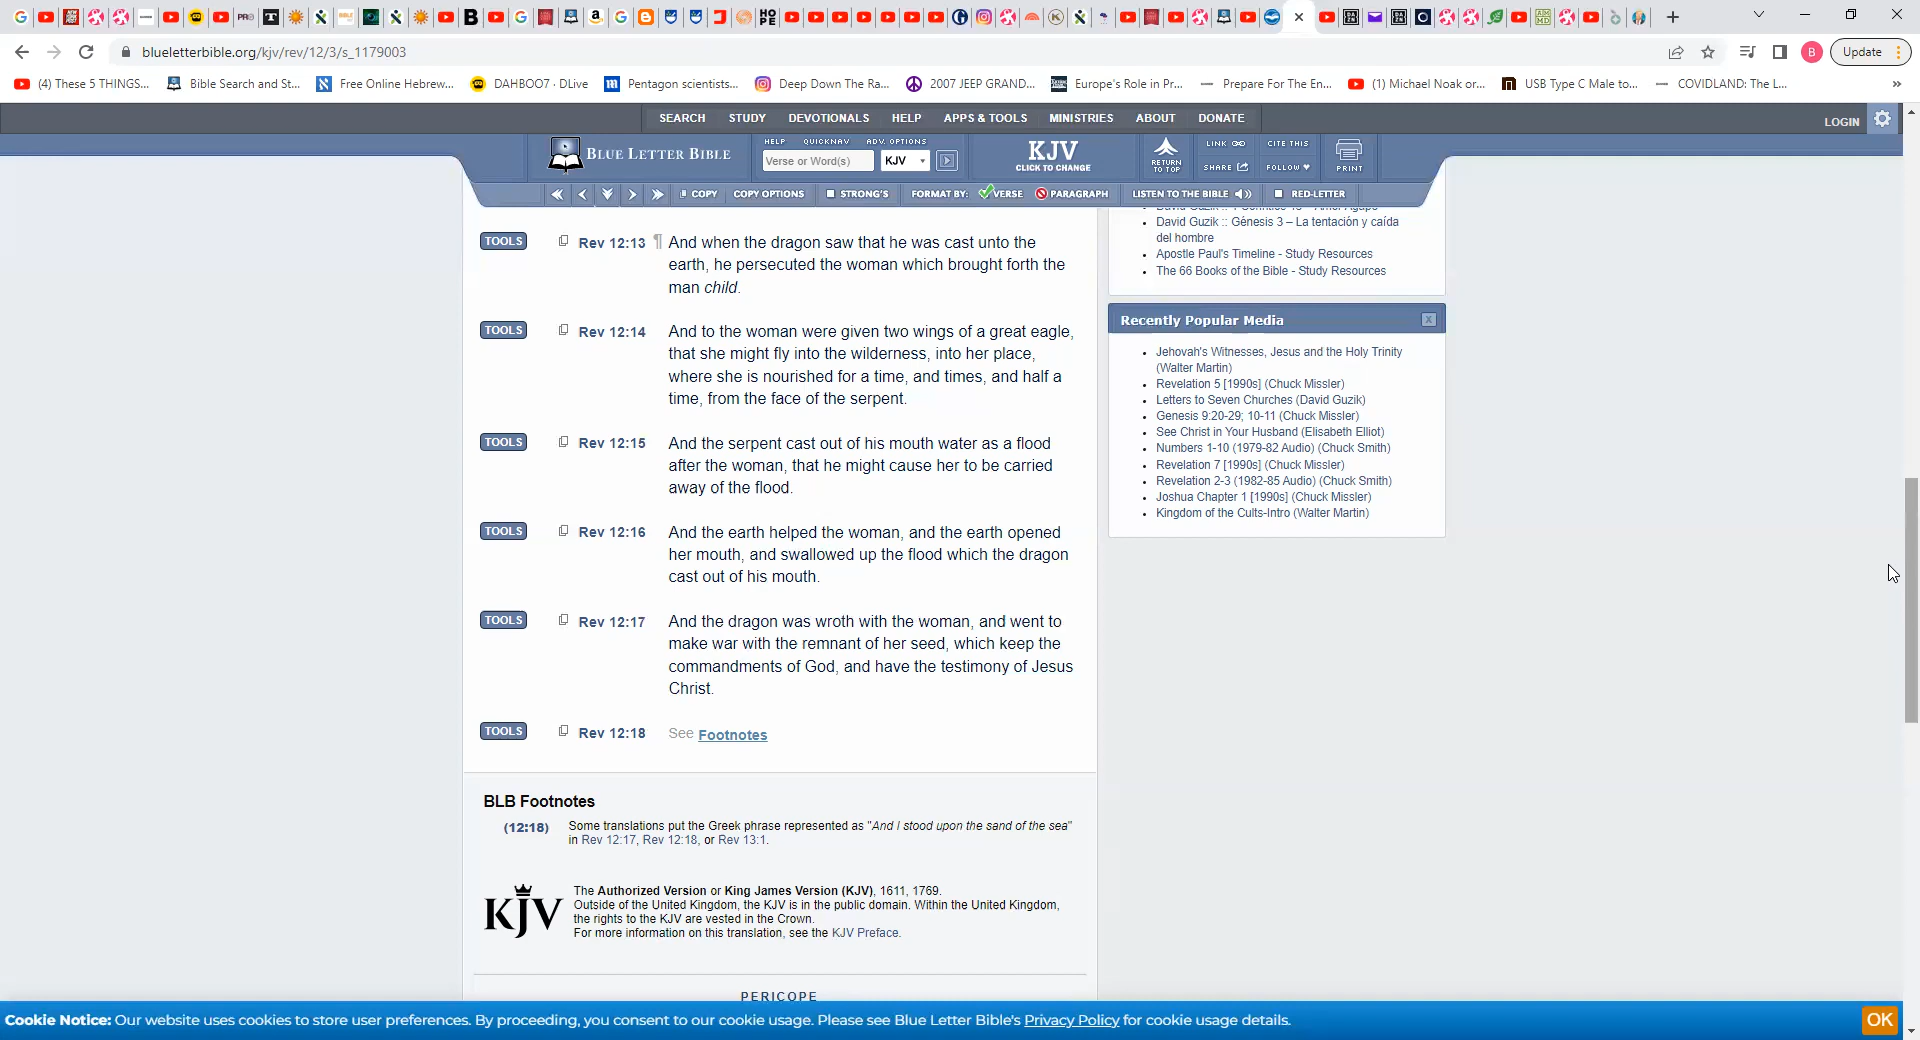 blueletterbible.org/kjv/rev/12/3/s_1179003
B
Update
(4) These 5 THINGS...
Bible Search and St...
Free Online Hebrew...
DAHBOO7 · DLive
Pentagon scientists...
Deep Down The Ra...
2007 JEEP GRAND...
Europe's Role in Pr...
Prepare For The En...
(1) Michael Noak or...
USB Type C Male to...
COVIDLAND: The L...
»
SEARCH STUDY DEVOTIONALS HELP APPS & TOOLS MINISTRIES ABOUT DONATE
LOGIN
BLUE LETTER BIBLE
HELP QUICKNAV ADV. OPTIONS
Verse or Word(s) KJV
KJV
CLICK TO CHANGE
RETURN
TO TOP
LINK CITE THIS
SHARE FOLLOW
PRINT
COPY COPY OPTIONS STRONG'S FORMAT BY: VERSE PARAGRAPH LISTEN TO THE BIBLE RED-LETTER
TOOLS Rev 12:13 ¶ And when the dragon saw that he was cast unto the
earth, he persecuted the woman which brought forth the
man child.
TOOLS Rev 12:14 And to the woman were given two wings of a great eagle,
that she might fly into the wilderness, into her place,
where she is nourished for a time, and times, and half a
time, from the face of the serpent.
TOOLS Rev 12:15 And the serpent cast out of his mouth water as a flood
after the woman, that he might cause her to be carried
away of the flood.
TOOLS Rev 12:16 And the earth helped the woman, and the earth opened
her mouth, and swallowed up the flood which the dragon
cast out of his mouth.
TOOLS Rev 12:17 And the dragon was wroth with the woman, and went to
make war with the remnant of her seed, which keep the
commandments of God, and have the testimony of Jesus
Christ.
TOOLS Rev 12:18 See Footnotes
BLB Footnotes
(12:18) Some translations put the Greek phrase represented as "And I stood upon the sand of the sea"
in Rev 12:17, Rev 12:18, or Rev 13:1.
KJV
The Authorized Version or King James Version (KJV), 1611, 1769.
Outside of the United Kingdom, the KJV is in the public domain. Within the United Kingdom,
the rights to the KJV are vested in the Crown.
For more information on this translation, see the KJV Preface.
PERICOPE
David Guzik :: Génesis 3 – La tentación y caída
del hombre
Apostle Paul's Timeline - Study Resources
The 66 Books of the Bible - Study Resources
Recently Popular Media
Jehovah's Witnesses, Jesus and the Holy Trinity
(Walter Martin)
Revelation 5 [1990s] (Chuck Missler)
Letters to Seven Churches (David Guzik)
Genesis 9:20-29; 10-11 (Chuck Missler)
See Christ in Your Husband (Elisabeth Elliot)
Numbers 1-10 (1979-82 Audio) (Chuck Smith)
Revelation 7 [1990s] (Chuck Missler)
Revelation 2-3 (1982-85 Audio) (Chuck Smith)
Joshua Chapter 1 [1990s] (Chuck Missler)
Kingdom of the Cults-Intro (Walter Martin)
Cookie Notice: Our website uses cookies to store user preferences. By proceeding, you consent to our cookie usage. Please see Blue Letter Bible's Privacy Policy for cookie usage details.
OK